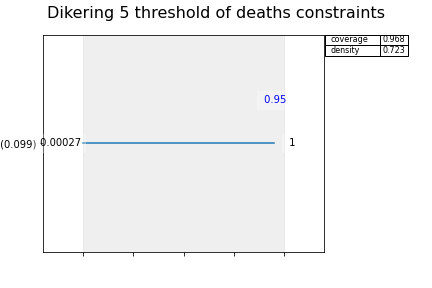 Dikering 5 threshold of deaths constraints
coverage 0.968
density 0.723
0.95
(0.099) 0.00027 1